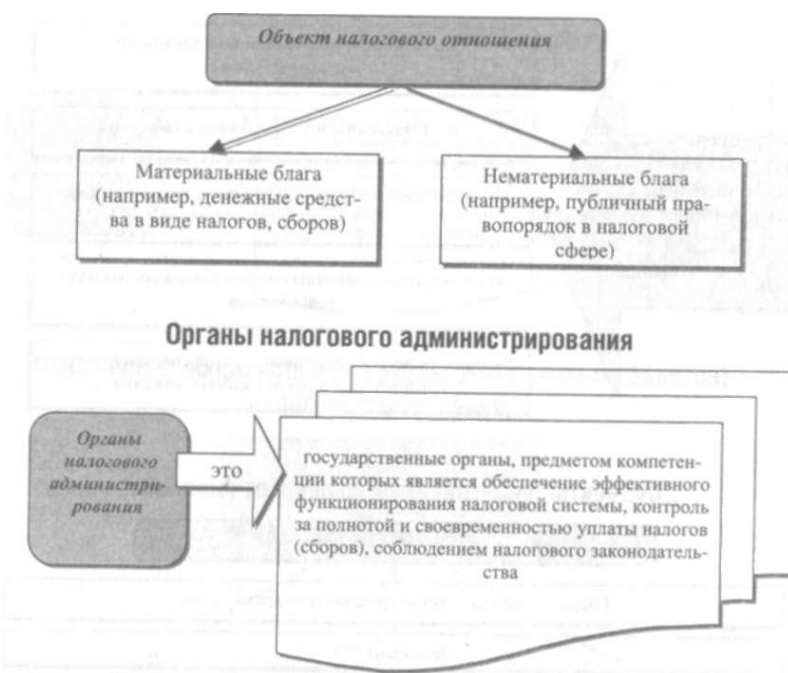 Объект налогового отношения
Материальные блага
(например, денежные средст-
ва в виде налогов, сборов)
Нематериальные блага
(например, публичный пра-
вопорядок в налоговой
сфере)
Органы налогового администрирования
Органы
налогового
администри-
рования
это
государственные органы, предметом компетен-
ции которых является обеспечение эффективного
функционирования налоговой системы, контроль
за полнотой и своевременностью уплаты налогов
(сборов), соблюдением налогового законодатель-
ства